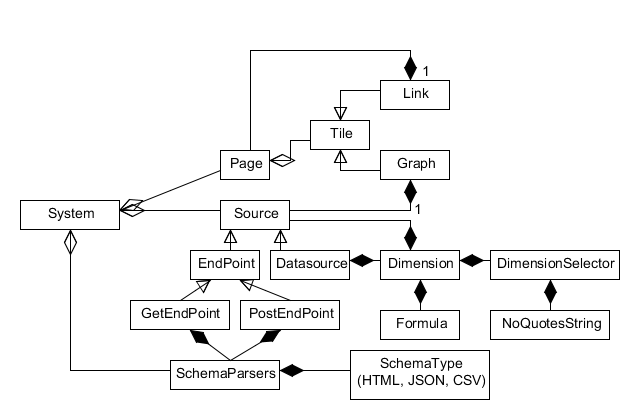 1
Link
Tile
Page
Graph
System
Source
1
EndPoint
Datasource
Dimension
DimensionSelector
GetEndPoint
PostEndPoint
Formula
NoQuotesString
SchemaParsers
SchemaType
(HTML, JSON, CSV)